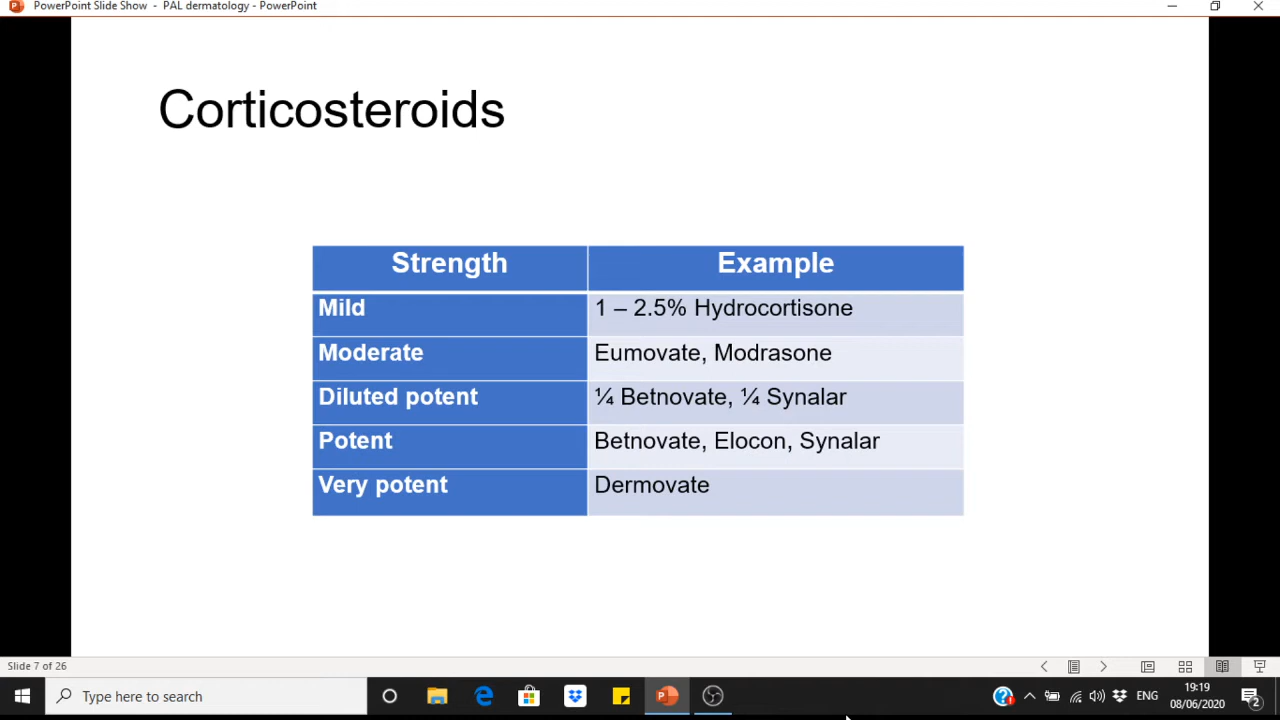 PowerPoint Slide Show - PAL dermatology - PowerPoint
Corticosteroids
Strength Example
Mild 1 – 2.5% Hydrocortisone
Moderate Eumovate, Modrasone
Diluted potent ¼ Betnovate, ¼ Synalar
Potent Betnovate, Elocon, Synalar
Very potent Dermovate
Slide 7 of 26
Type here to search
ENG
19:19
08/06/2020
2